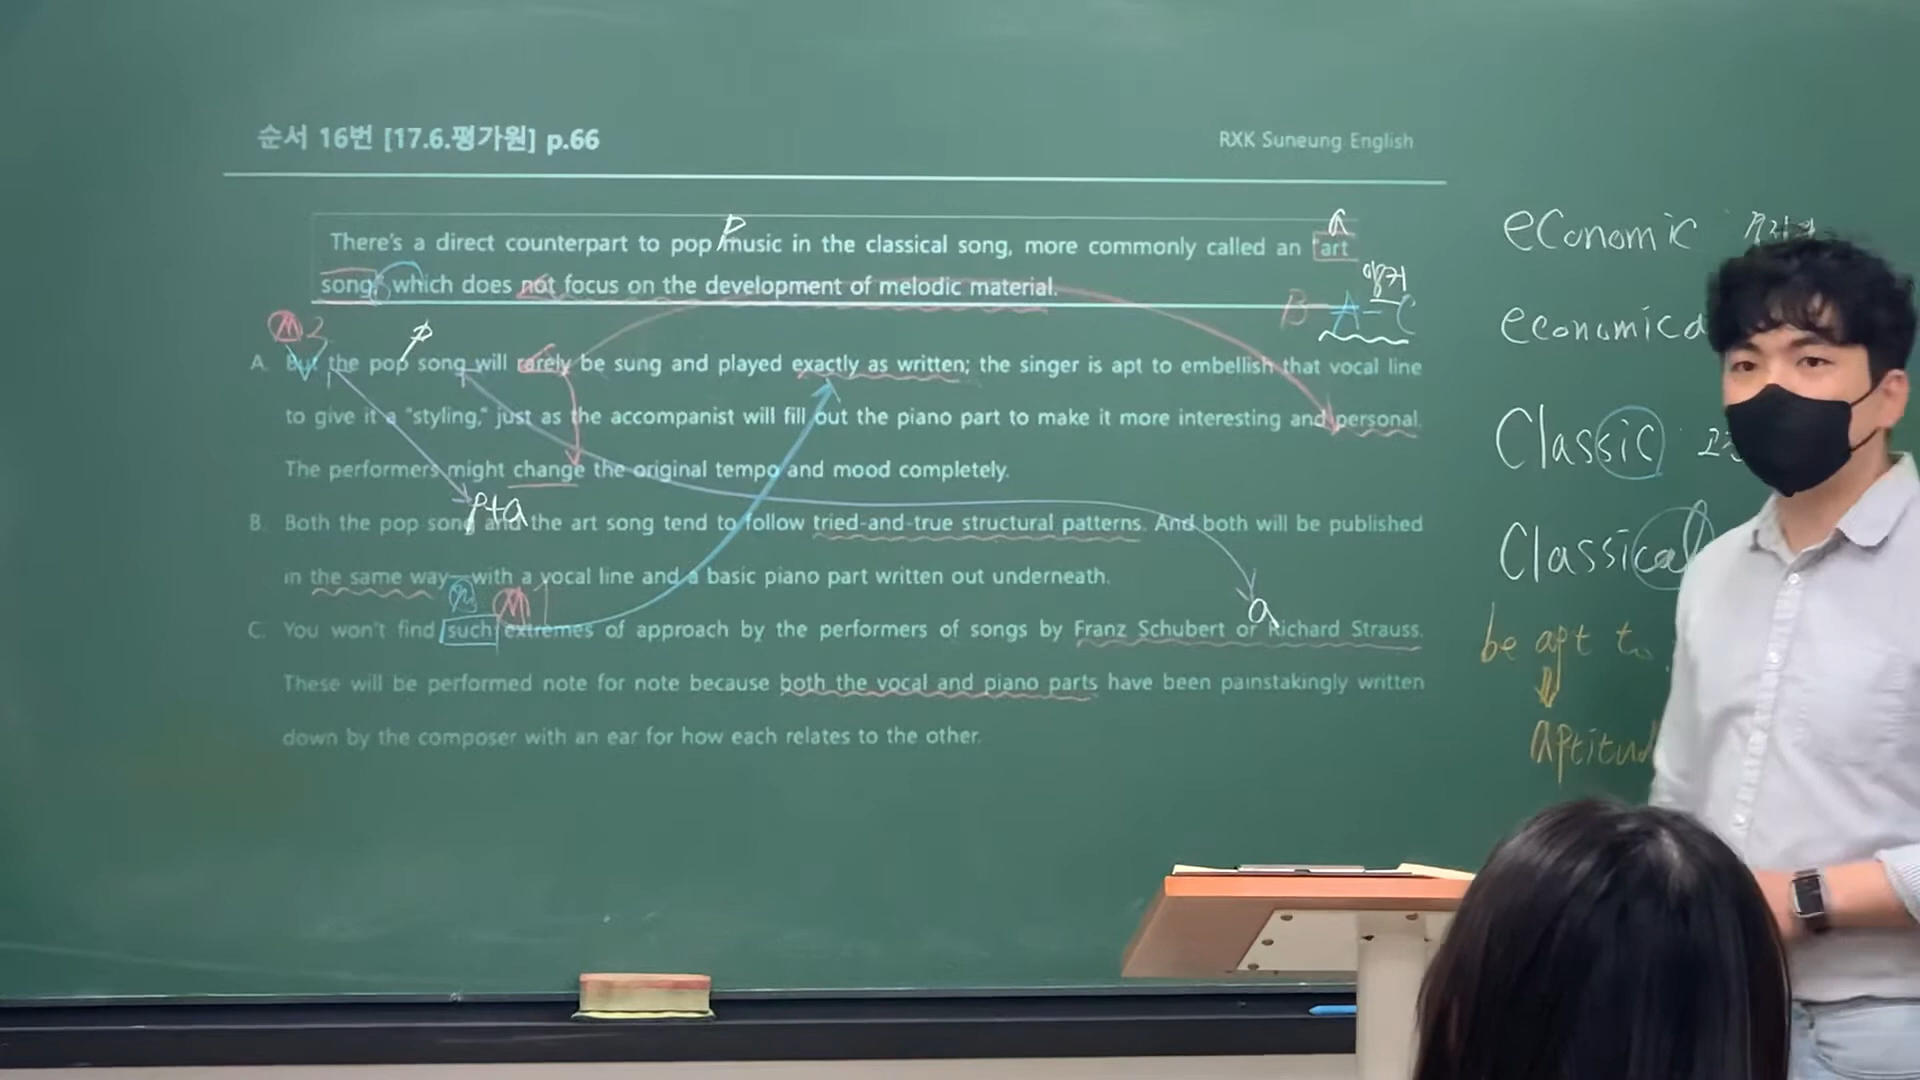 순서 16번 [17.6.평가원] p.66
RXK Suneung English
There's a direct counterpart to pop music in the classical song, more commonly called an "art
song," which does not focus on the development of melodic material.
P
a
B-A-C
M 2
p
A. But the pop song will rarely be sung and played exactly as written; the singer is apt to embellish that vocal line
to give it a "styling," just as the accompanist will fill out the piano part to make it more interesting and personal.
The performers might change the original tempo and mood completely.
p+a
B. Both the pop song and the art song tend to follow tried-and-true structural patterns. And both will be published
in the same way—with a vocal line and a basic piano part written out underneath.
M 1
a
C. You won't find such extremes of approach by the performers of songs by Franz Schubert or Richard Strauss.
These will be performed note for note because both the vocal and piano parts have been painstakingly written
down by the composer with an ear for how each relates to the other.
economic
economica
Classic
Classical
be apt to
aptitud